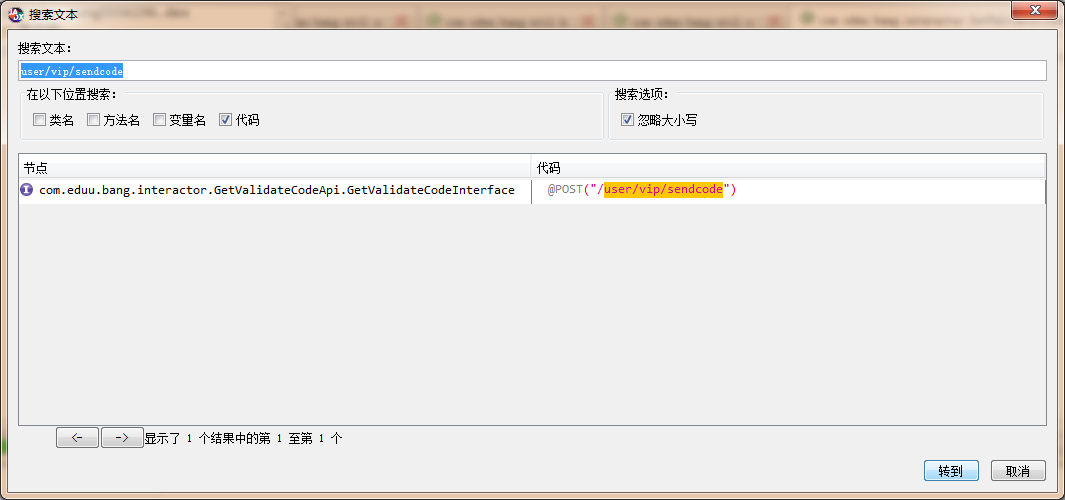 搜索文本
搜索文本:
user/vip/sendcode
在以下位置搜索:
搜索选项:
类名 方法名 变量名 代码
忽略大小写
节点 代码
com.eduu.bang.interactor.GetValidateCodeApi.GetValidateCodeInterface @POST("/user/vip/sendcode")
<- -> 显示了 1 个结果中的第 1 至第 1 个
转到 取消